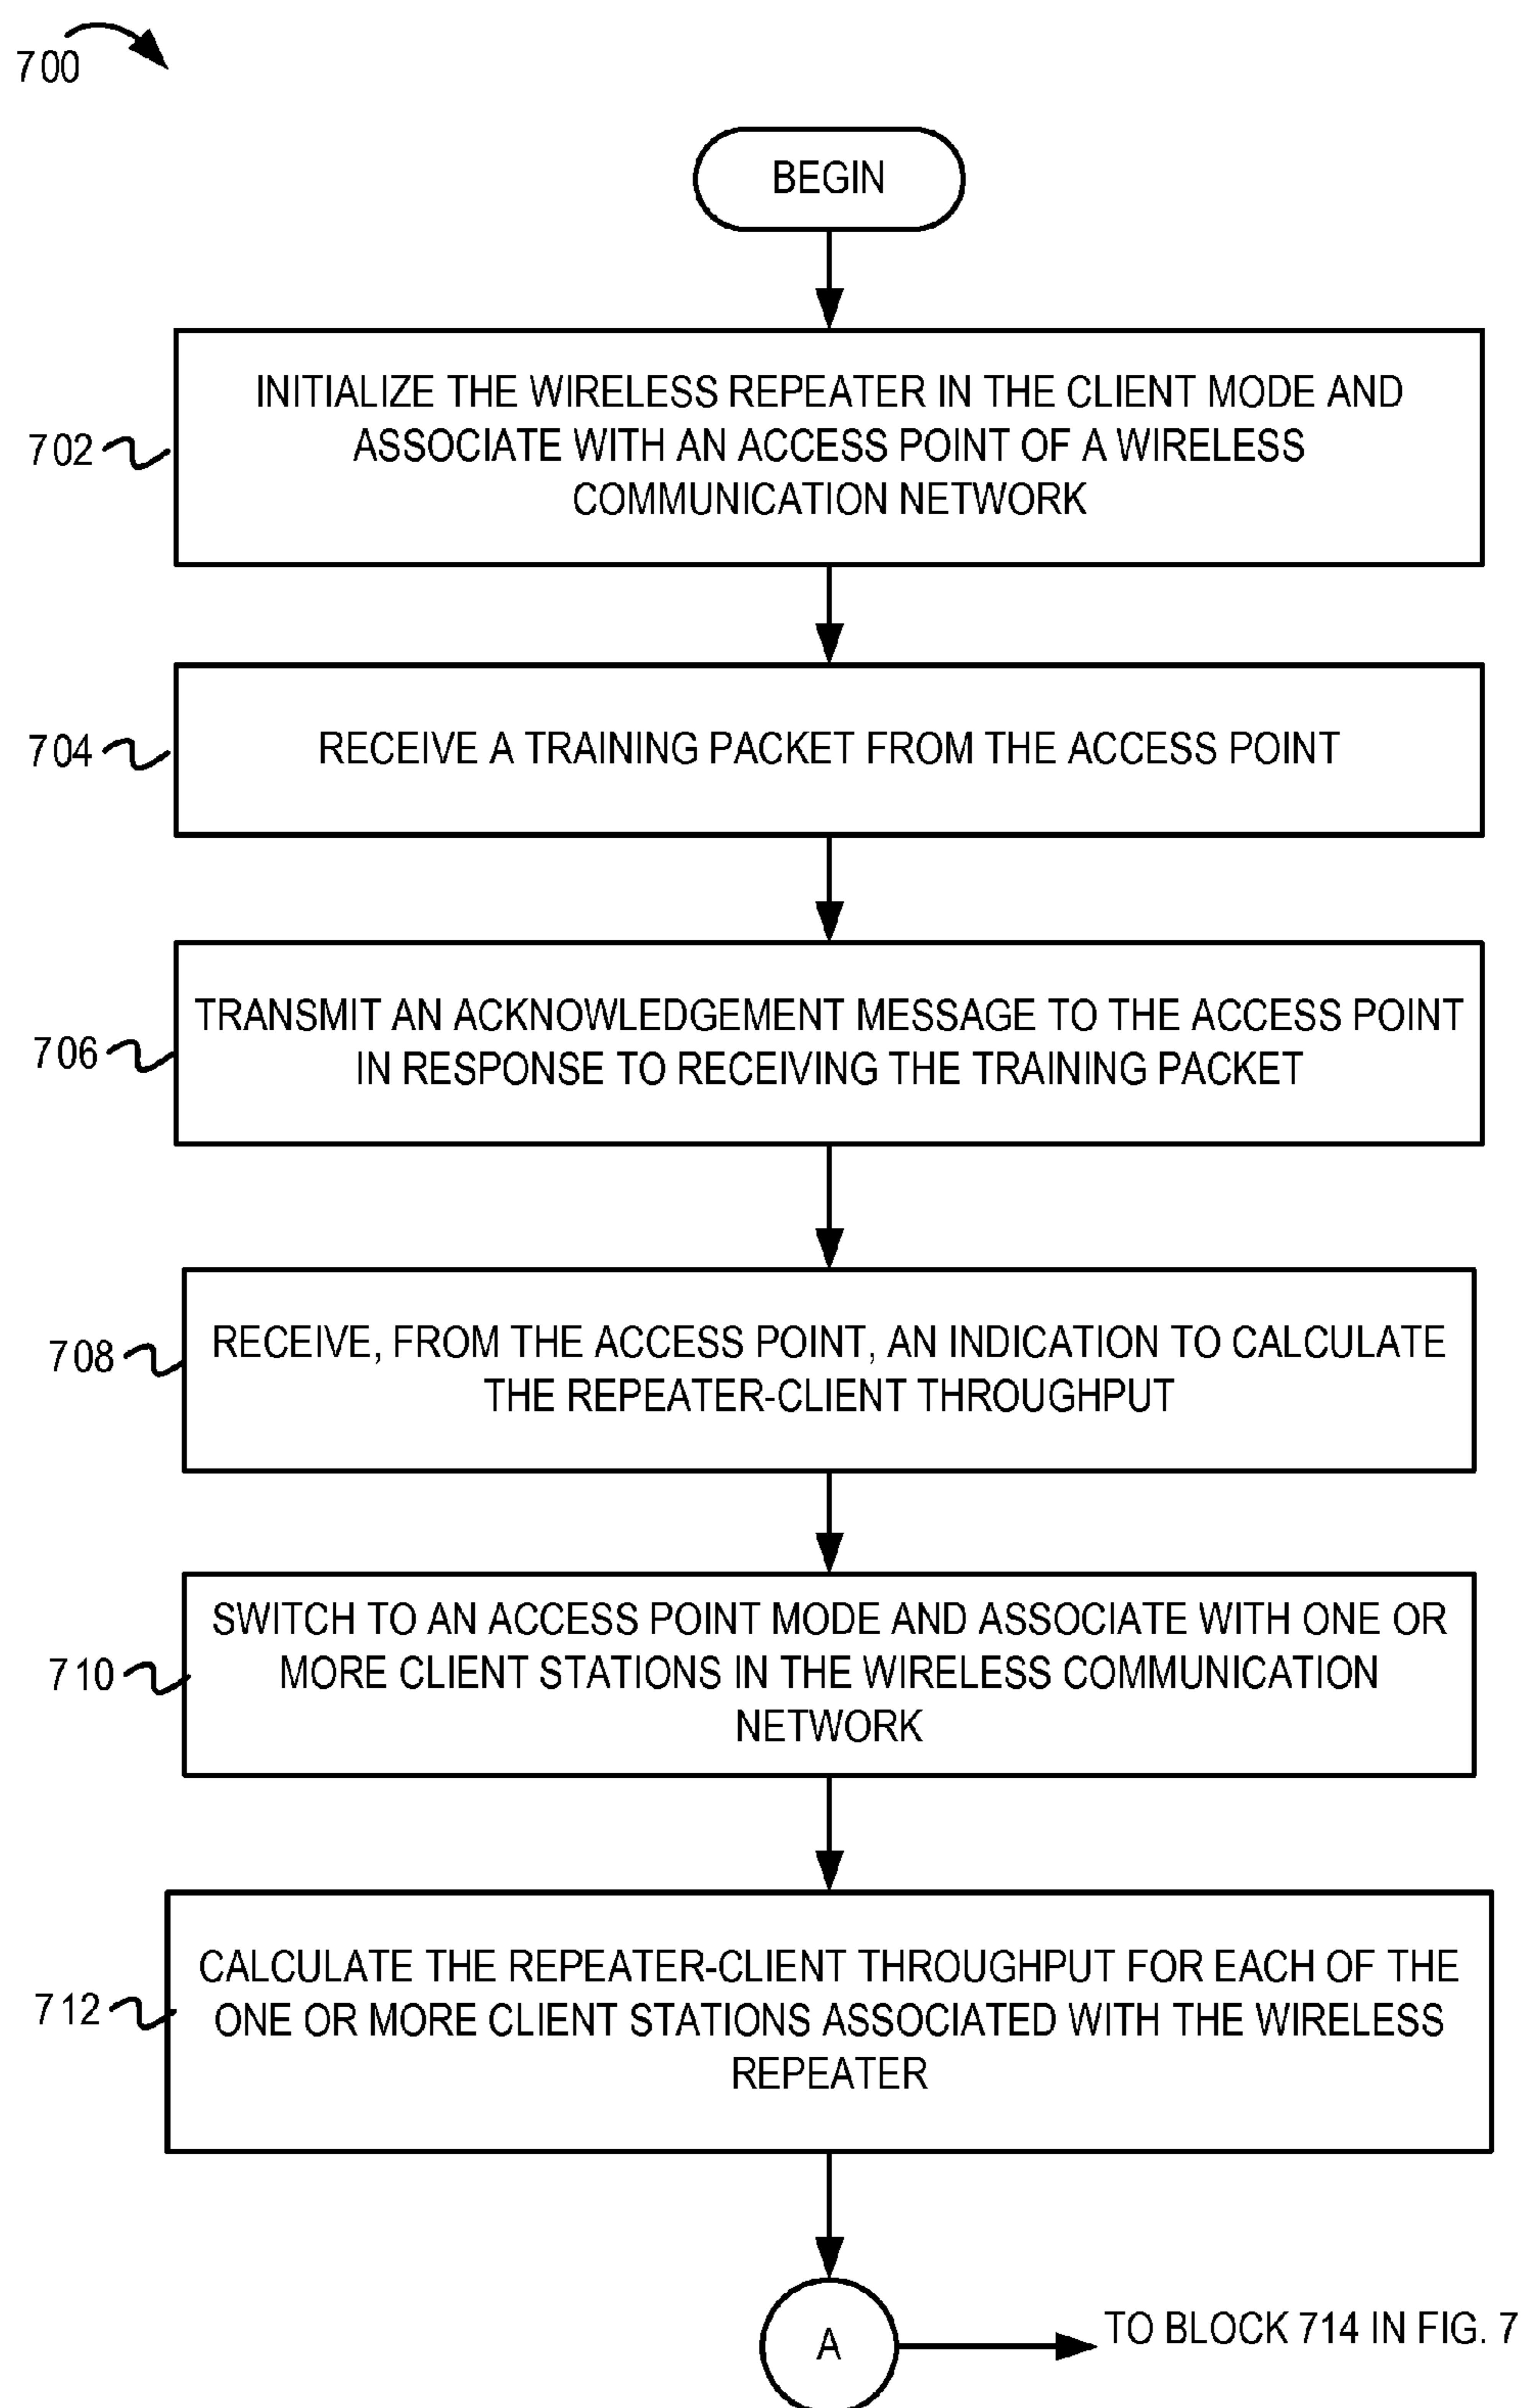 700
BEGIN
702
INITIALIZE THE WIRELESS REPEATER IN THE CLIENT MODE AND
ASSOCIATE WITH AN ACCESS POINT OF A WIRELESS
COMMUNICATION NETWORK
704
RECEIVE A TRAINING PACKET FROM THE ACCESS POINT
706
TRANSMIT AN ACKNOWLEDGEMENT MESSAGE TO THE ACCESS POINT
IN RESPONSE TO RECEIVING THE TRAINING PACKET
708
RECEIVE, FROM THE ACCESS POINT, AN INDICATION TO CALCULATE
THE REPEATER-CLIENT THROUGHPUT
710
SWITCH TO AN ACCESS POINT MODE AND ASSOCIATE WITH ONE OR
MORE CLIENT STATIONS IN THE WIRELESS COMMUNICATION
NETWORK
712
CALCULATE THE REPEATER-CLIENT THROUGHPUT FOR EACH OF THE
ONE OR MORE CLIENT STATIONS ASSOCIATED WITH THE WIRELESS
REPEATER
A
TO BLOCK 714 IN FIG. 7